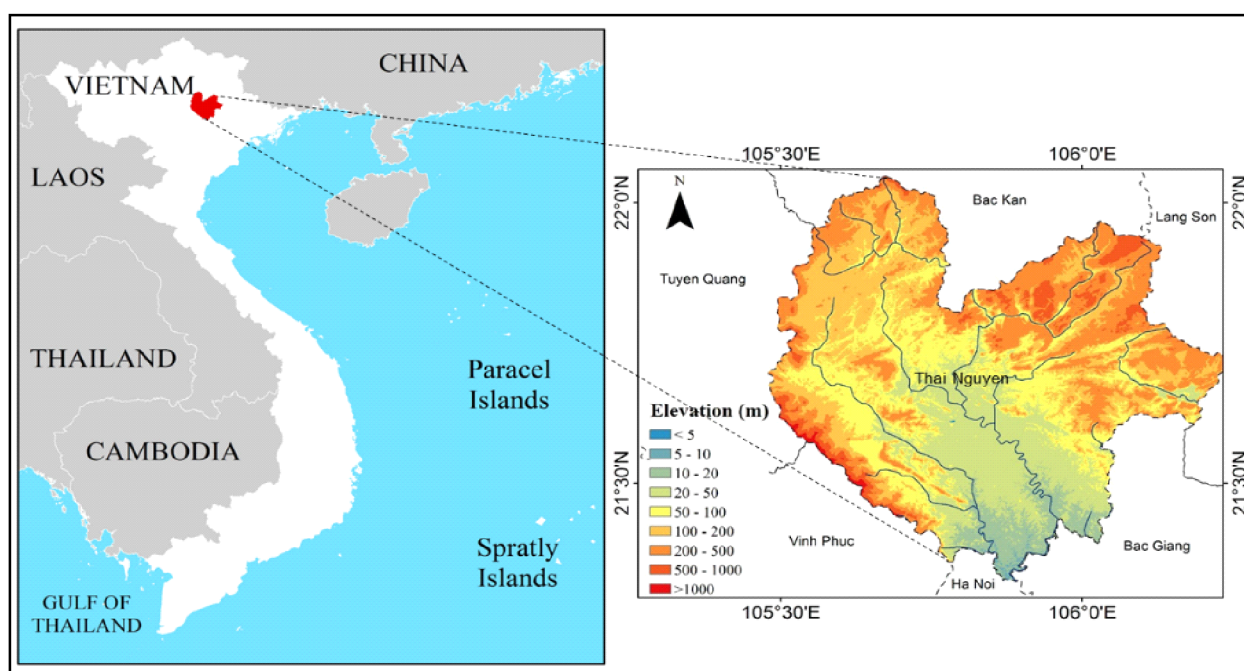 CHINA
VIETNAM
LAOS
THAILAND
CAMBODIA
Paracel
Islands
Spratly
Islands
GULF OF
THAILAND
105°30'E
106°0'E
N
22°0'N
22°0'N
Bac Kan
Lang Son
Tuyen Quang
Thai Nguyen
Elevation (m)
< 5
5 - 10
10 - 20
20 - 50
50 - 100
100 - 200
200 - 500
500 - 1000
>1000
21°30'N
21°30'N
Vinh Phuc
Bac Giang
Ha Noi
105°30'E
106°0'E